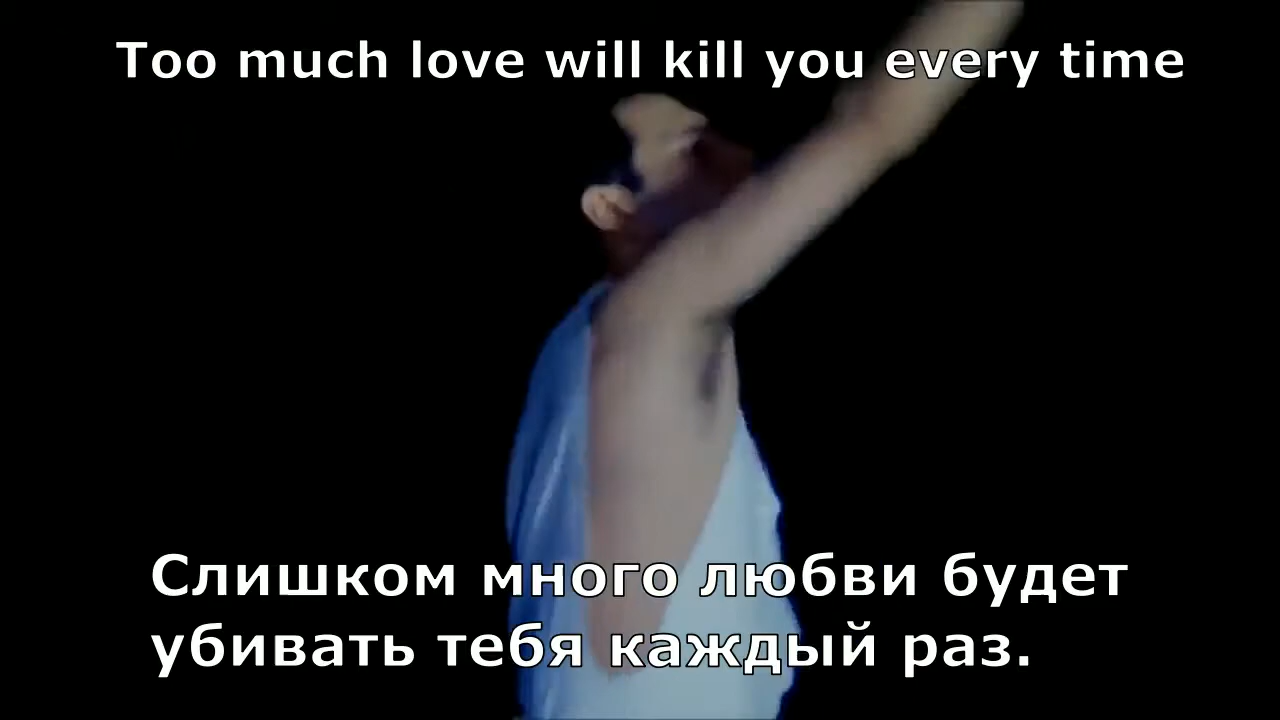 Too much love will kill you every time
Слишком много любви будет
убивать тебя каждый раз.